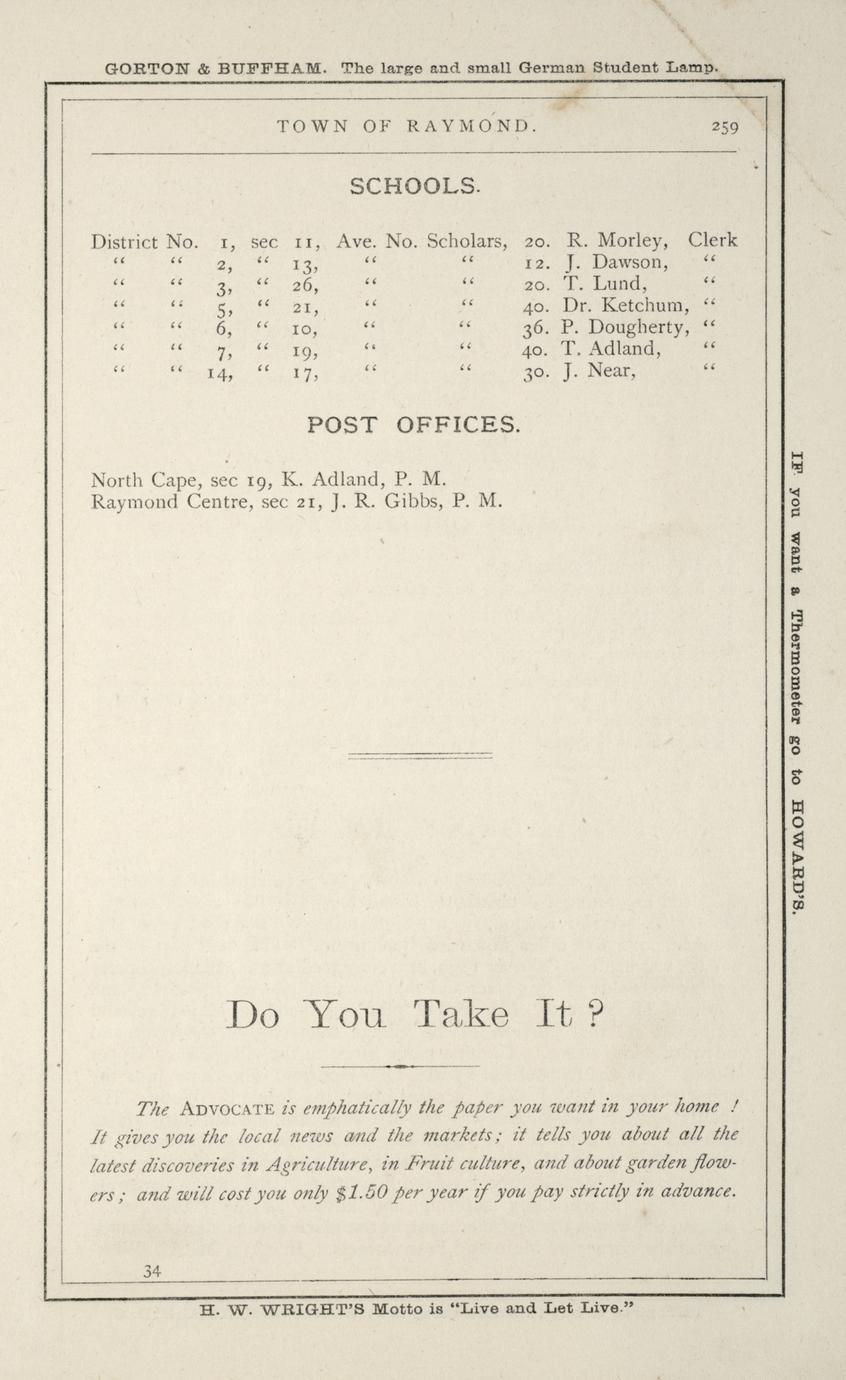 GORTON & BUFFHAM. The large and small German Student Lamp.
TOWN OF RAYMOND. 259
SCHOOLS.
District No. 1, sec 11, Ave. No. Scholars, 20. R. Morley, Clerk
“ “ 2, “ 13, “ “ 12. J. Dawson, “
“ “ 3, “ 26, “ “ 20. T. Lund, “
“ “ 5, “ 21, “ “ 40. Dr. Ketchum, “
“ “ 6, “ 10, “ “ 36. P. Dougherty, “
“ “ 7, “ 19, “ “ 40. T. Adland, “
“ “ 14, “ 17, “ “ 30. J. Near, “
POST OFFICES.
North Cape, sec 19, K. Adland, P. M.
Raymond Centre, sec 21, J. R. Gibbs, P. M.
IF you want a Thermometer go to HOWARD'S.
Do You Take It ?
The ADVOCATE is emphatically the paper you want in your home !
It gives you the local news and the markets; it tells you about all the
latest discoveries in Agriculture, in Fruit culture, and about garden flow-
ers; and will cost you only $1.50 per year if you pay strictly in advance.
34
H. W. WRIGHT'S Motto is “Live and Let Live.”